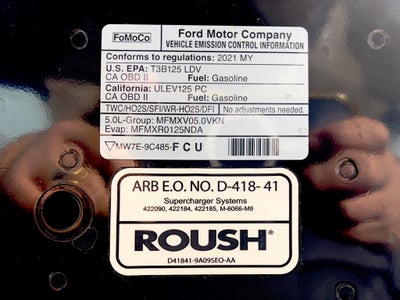 FoMoCo
Ford Motor Company
VEHICLE EMISSION CONTROL INFORMATION
Conforms to regulations: 2021 MY
U.S. EPA: T3B125 LDV
CA OBD II Fuel: Gasoline
California: ULEV125 PC
CA OBD II Fuel: Gasoline
TWC/HO2S/SFI/WR-HO2S/DFI No adjustments needed.
5.0L-Group: MFMXV05.0VKN
Evap: MFMXR0125NDA
MW7E-9C485-FCU
ARB E.O. NO. D-418- 41
Supercharger Systems
422090, 422184, 422185, M-6066-M8
ROUSH®
D41841-9A095EO-AA